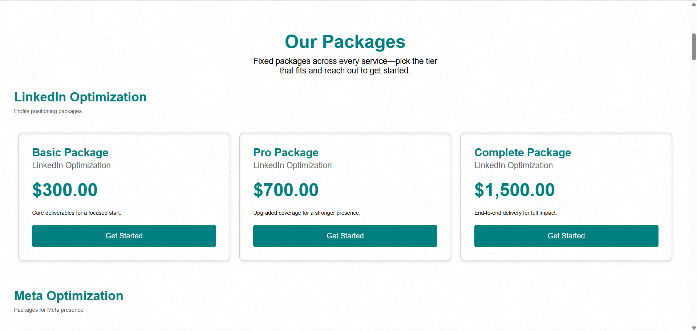 Our Packages
Fixed packages across every service—pick the tier
that fits and reach out to get started.
LinkedIn Optimization
Profile positioning packages.
Basic Package
LinkedIn Optimization
$300.00
Core deliverables for a focused start.
Get Started
Pro Package
LinkedIn Optimization
$700.00
Upgraded coverage for a stronger presence.
Get Started
Complete Package
LinkedIn Optimization
$1,500.00
End-to-end delivery for full impact.
Get Started
Meta Optimization
Packages for Meta presence.